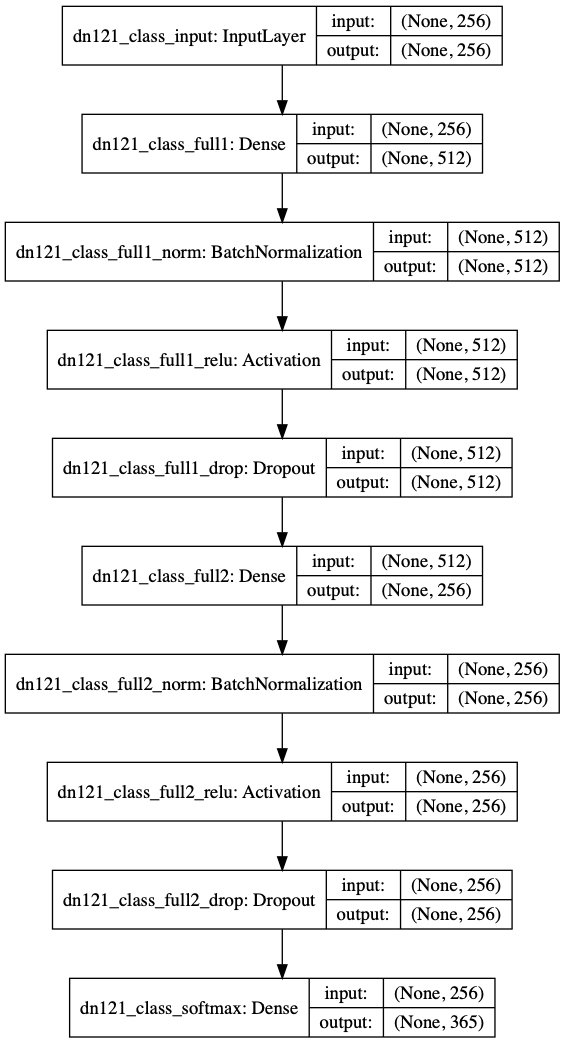 dn121_class_input: InputLayer
input: (None, 256)
output: (None, 256)
dn121_class_full1: Dense
input: (None, 256)
output: (None, 512)
dn121_class_full1_norm: BatchNormalization
input: (None, 512)
output: (None, 512)
dn121_class_full1_relu: Activation
input: (None, 512)
output: (None, 512)
dn121_class_full1_drop: Dropout
input: (None, 512)
output: (None, 512)
dn121_class_full2: Dense
input: (None, 512)
output: (None, 256)
dn121_class_full2_norm: BatchNormalization
input: (None, 256)
output: (None, 256)
dn121_class_full2_relu: Activation
input: (None, 256)
output: (None, 256)
dn121_class_full2_drop: Dropout
input: (None, 256)
output: (None, 256)
dn121_class_softmax: Dense
input: (None, 256)
output: (None, 365)